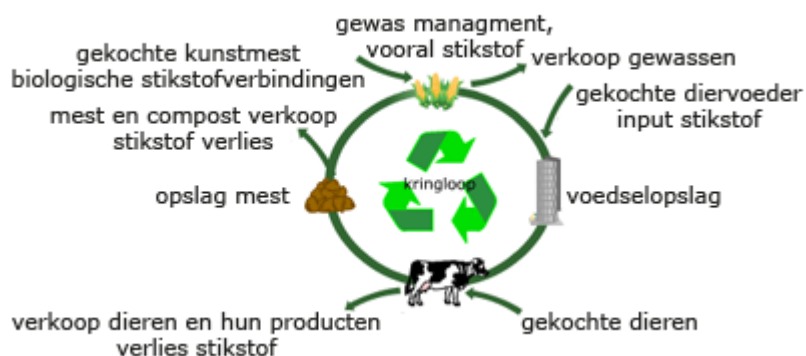 gewas managment,
vooral stikstof
gekochte kunstmest
biologische stikstofverbindingen
verkoop gewassen
gekochte diervoeder
input stikstof
mest en compost verkoop
stikstof verlies
kringloop
opslag mest
voedselopslag
verkoop dieren en hun producten
verlies stikstof
gekochte dieren